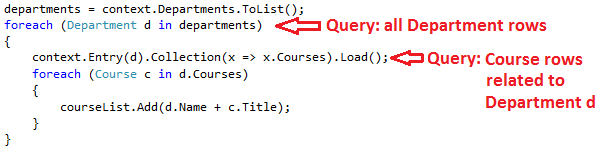 departments = context.Departments.ToList();
foreach (Department d in departments) Query: all Department rows
{
context.Entry(d).Collection(x => x.Courses).Load(); Query: Course rows
foreach (Course c in d.Courses) related to
{ Department d
courseList.Add(d.Name + c.Title);
}
}